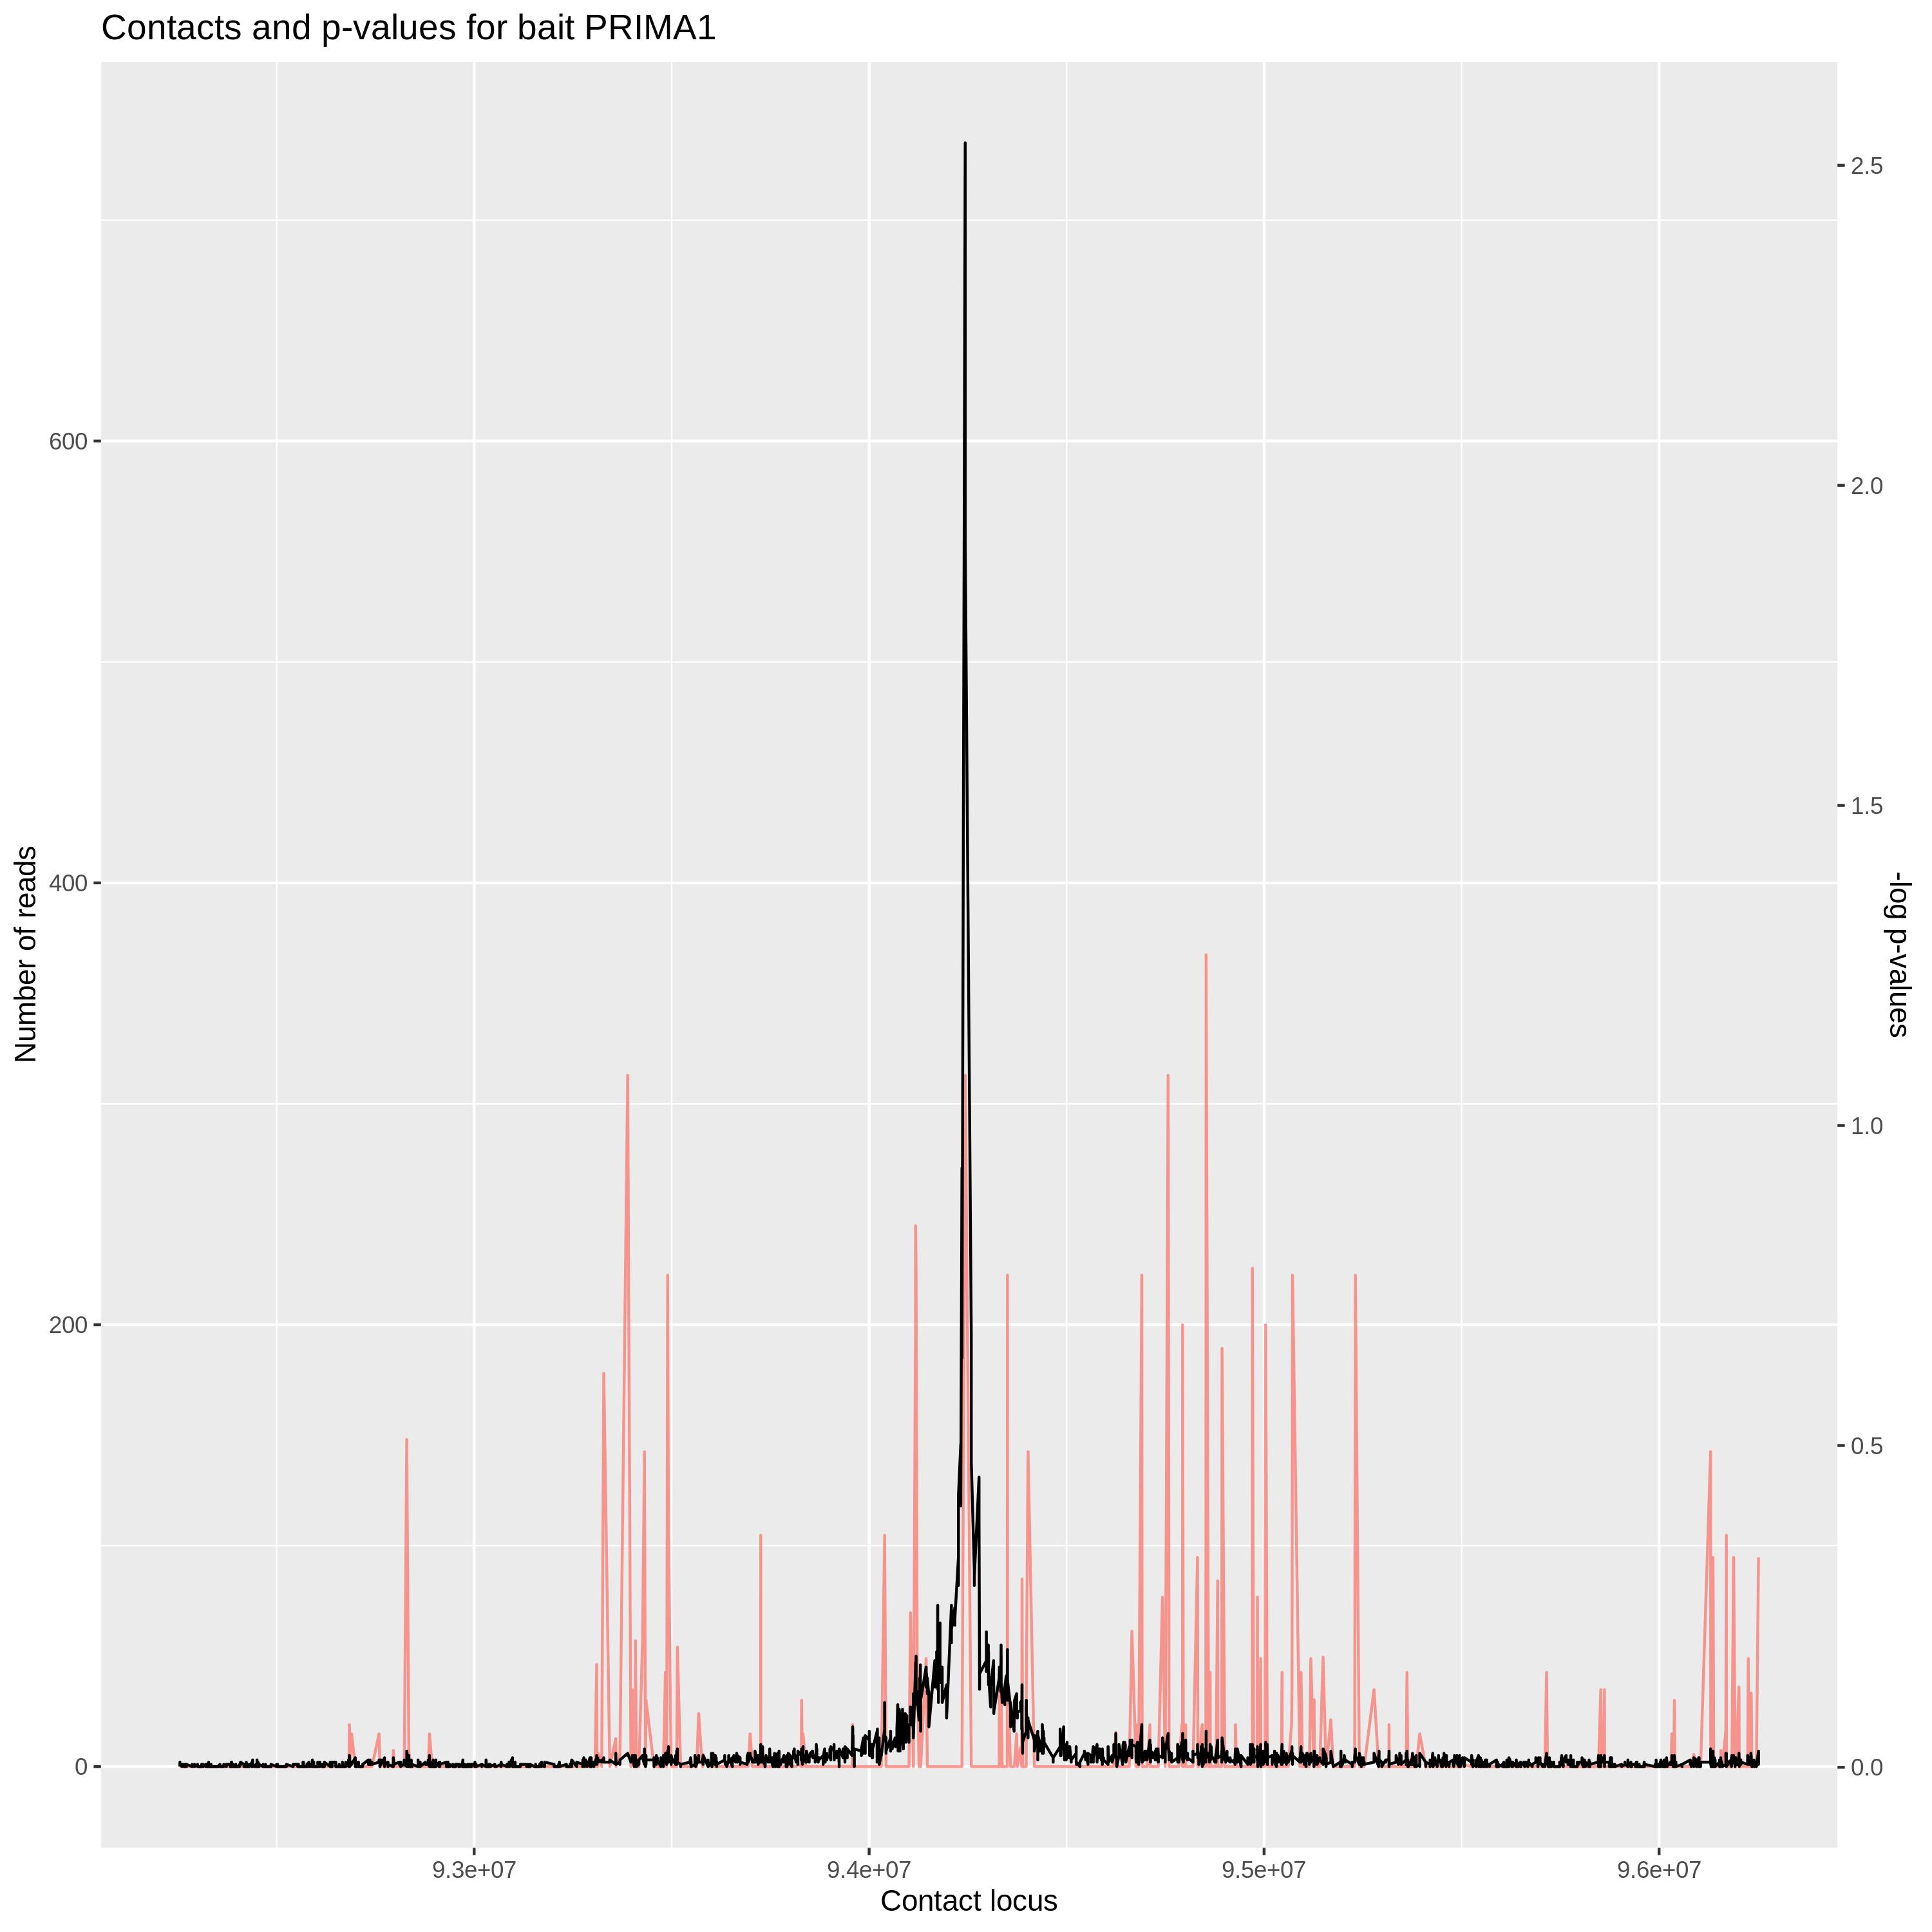 Contacts and p-values for bait PRIMA1
Number of reads
600
400
200
0
2.5
2.0
1.5
1.0
0.5
0.0
-log p-values
9.3e+07
9.4e+07
9.5e+07
9.6e+07
Contact locus